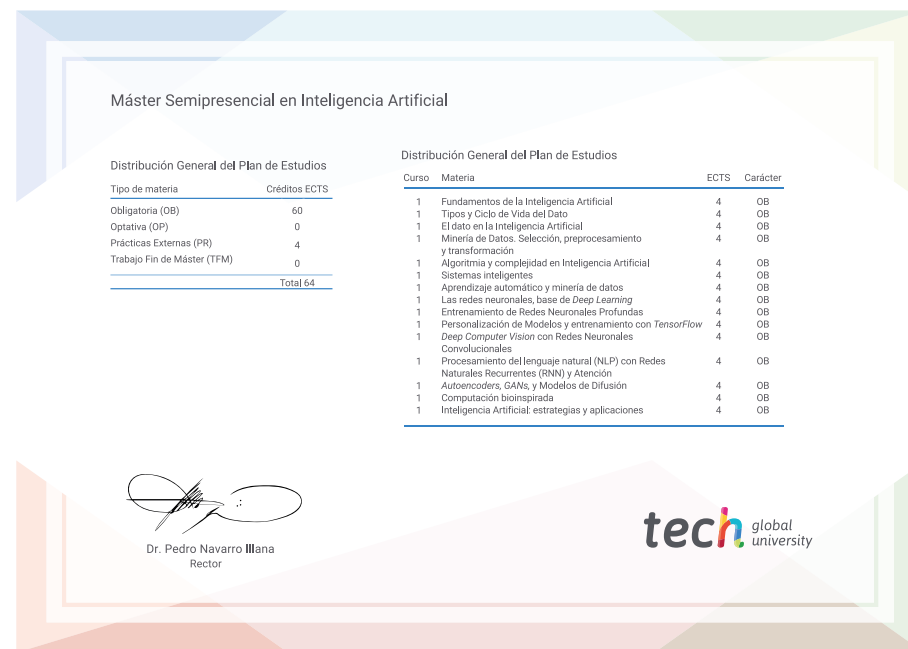 Máster Semipresencial en Inteligencia Artificial
Distribución General del Plan de Estudios
Tipo de materia Créditos ECTS
Obligatoria (OB) 60
Optativa (OP) 0
Prácticas Externas (PR) 4
Trabajo Fin de Máster (TFM) 0
Total 64
Distribución General del Plan de Estudios
Curso Materia ECTS Carácter
1 Fundamentos de la Inteligencia Artificial 4 OB
1 Tipos y Ciclo de Vida del Dato 4 OB
1 El dato en la Inteligencia Artificial 4 OB
1 Minería de Datos. Selección, preprocesamiento 4 OB
y transformación
1 Algoritmia y complejidad en Inteligencia Artificial 4 OB
1 Sistemas inteligentes 4 OB
1 Aprendizaje automático y minería de datos 4 OB
1 Las redes neuronales, base de Deep Learning 4 OB
1 Entrenamiento de Redes Neuronales Profundas 4 OB
1 Personalización de Modelos y entrenamiento con TensorFlow 4 OB
1 Deep Computer Vision con Redes Neuronales 4 OB
Convolucionales
1 Procesamiento del lenguaje natural (NLP) con Redes 4 OB
Naturales Recurrentes (RNN) y Atención
1 Autoencoders, GANs, y Modelos de Difusión 4 OB
1 Computación bioinspirada 4 OB
1 Inteligencia Artificial: estrategias y aplicaciones 4 OB
Dr. Pedro Navarro Illana
Rector
tech global
university